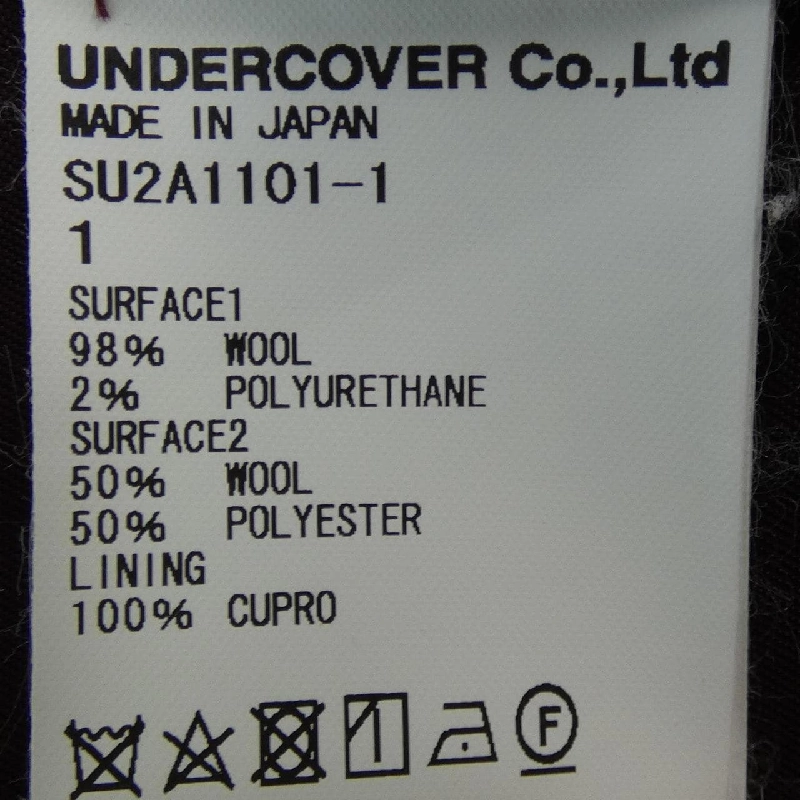 UNDERCOVER Co.,Ltd
MADE IN JAPAN
SU2A1101-1
1
SURFACE1
98% WOOL
2% POLYURETHANE
SURFACE2
50% WOOL
50% POLYESTER
LINING
100% CUPRO
F